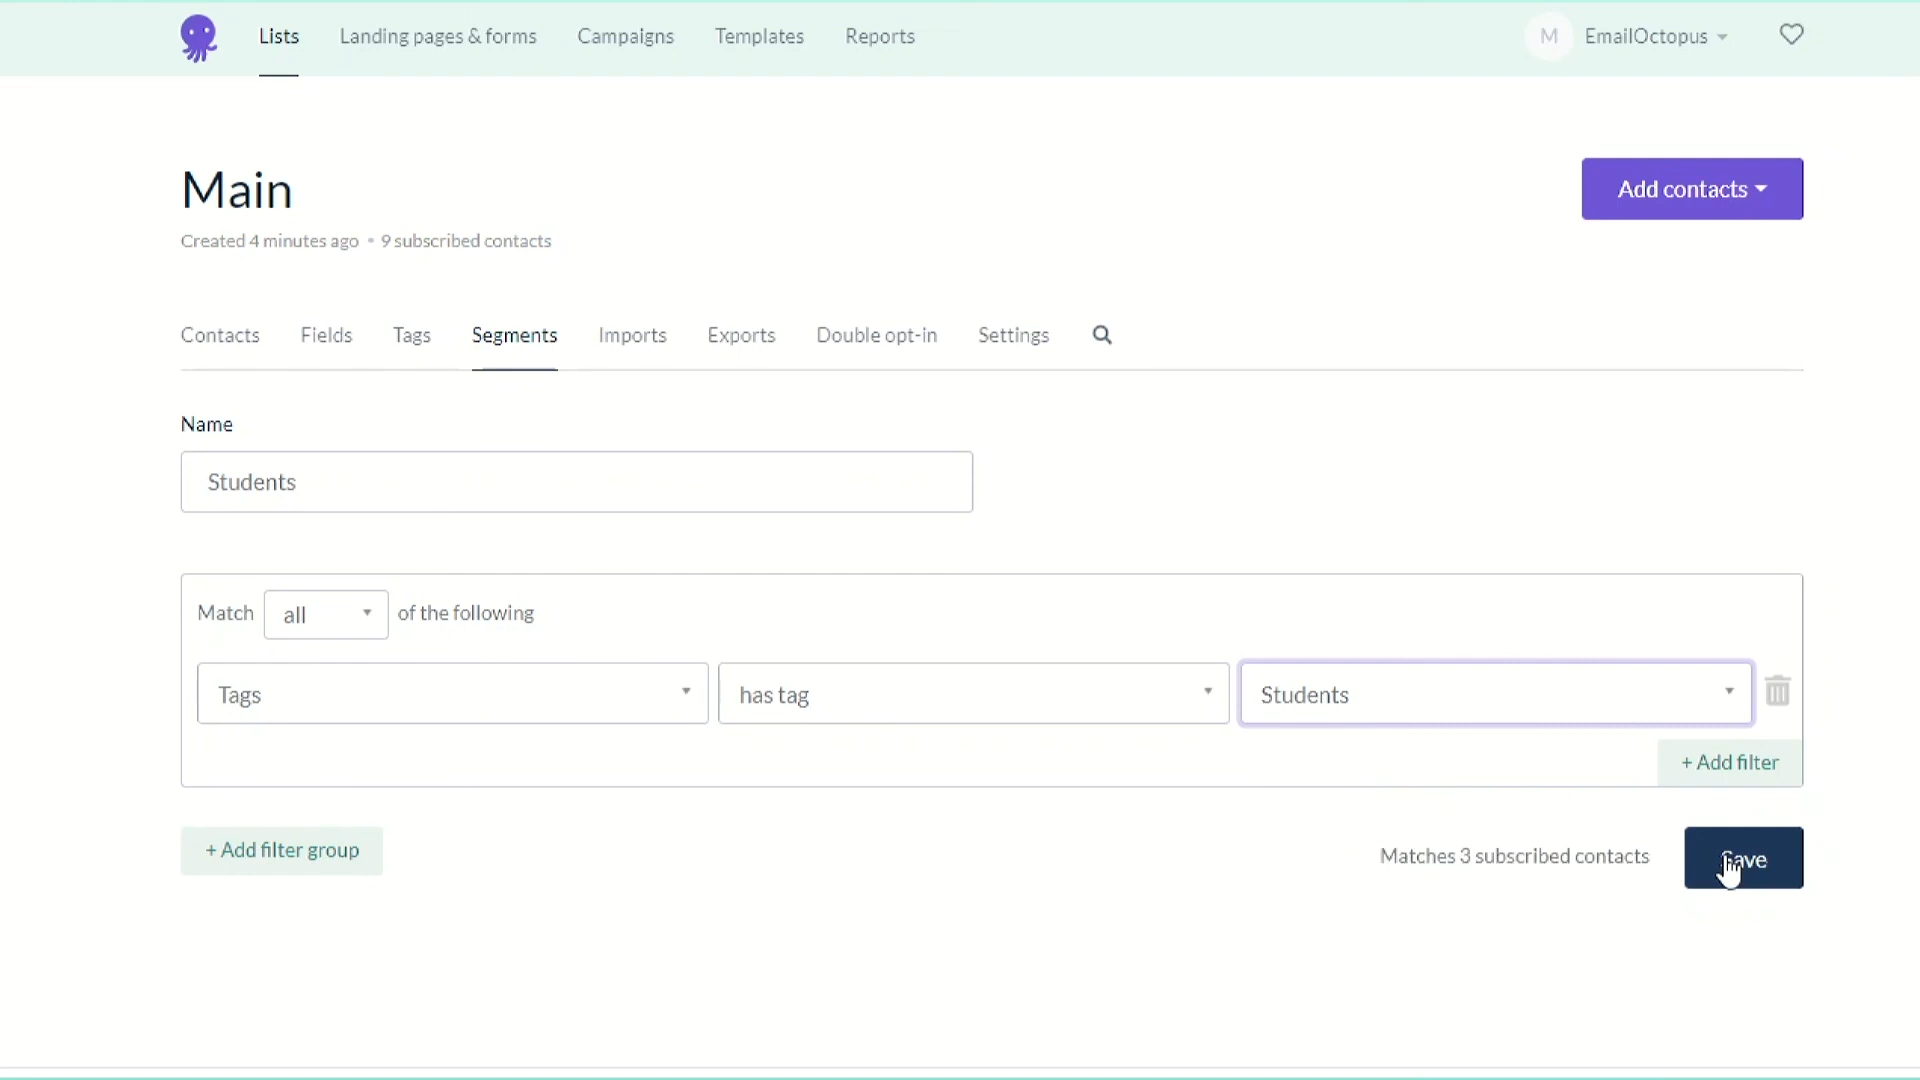 Lists Landing pages & forms Campaigns Templates Reports M EmailOctopus
Main
Add contacts
Created 4 minutes ago • 9 subscribed contacts
Contacts Fields Tags Segments Imports Exports Double opt-in Settings
Name
Students
Match all of the following
Tags has tag Students
+ Add filter
+ Add filter group Matches 3 subscribed contacts Save